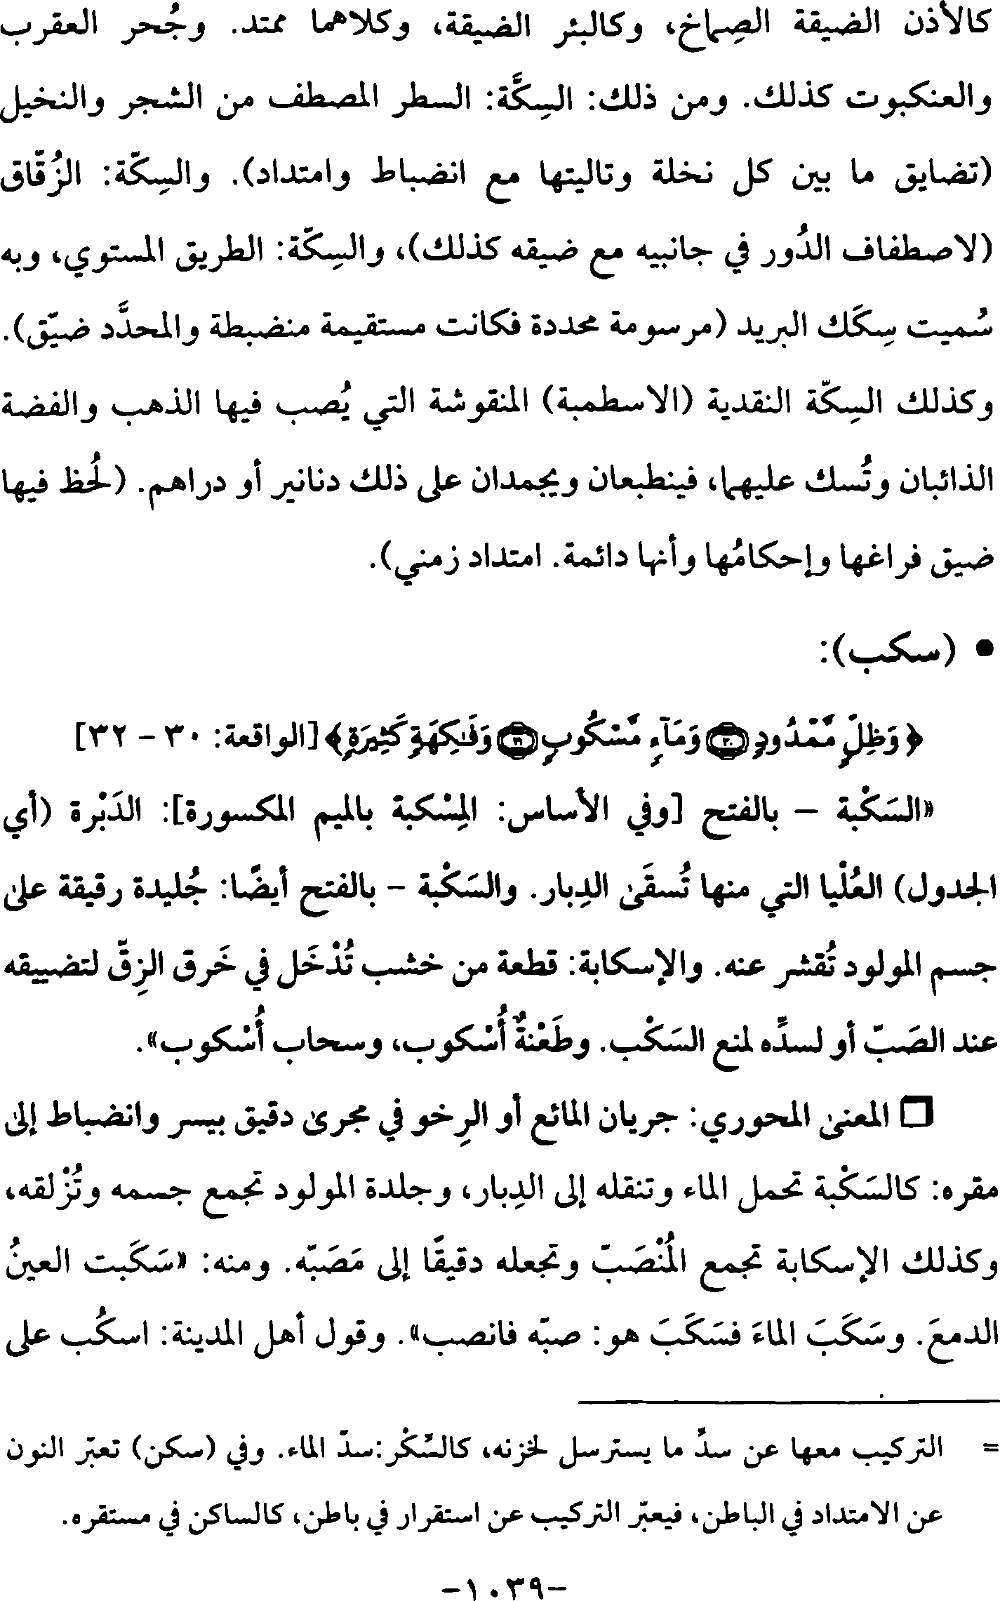 كالأذن الضيقة الصِماخ، وكالبئر الضيقة، وكلاهما ممتد. وجُحر العقرب
والعنكبوت كذلك. ومن ذلك: السِكَّة: السطر المصطف من الشجر والنخيل
(تضايق ما بين كل نخلة وتاليتها مع انضباط وامتداد). والسِكّة: الزُقّاق
(لاصطفاف الدُور في جانبيه مع ضيقه كذلك)، والسِكّة: الطريق المستوي، وبه
سُميت سِكَك البريد (مرسومة محددة فكانت مستقيمة منضبطة والمحدَّد ضيّق).
وكذلك السِكّة النقدية (الاسطمبة) المنقوشة التي يُصب فيها الذهب والفضة
الذائبان وتُسك عليهما، فينطبعان ويجمدان على ذلك دنانير أو دراهم. (لُحظ فيها
ضيق فراغها وإحكامُها وأنها دائمة. امتداد زمني).
• (سكب):
﴿وَظِلٍّ مَّمْدُودٍ ۝٣٠ وَمَآءٍ مَّسْكُوبٍ ۝٣١ وَفَٰكِهَةٍ كَثِيرَةٍ﴾ [الواقعة: ٣٠ – ٣٢]
«السَكْبة – بالفتح [وفي الأساس: المِسْكبة بالميم المكسورة]: الدَبْرة (أي
الجدول) العُلْيا التي منها تُسقَىٰ الدِبار. والسَكْبة – بالفتح أيضًا: جُليدة رقيقة علىٰ
جسم المولود تُقشر عنه. والإسكابة: قطعة من خشب تُدْخَل في خَرق الزِقّ لتضييقه
عند الصَبّ أو لسدِّه لمنع السَكْب. وطَعْنةٌ أُسْكوب، وسحاب أُسْكوب».
❒ المعنىٰ المحوري: جريان المائع أو الرِخو في مجرىٰ دقيق بيسر وانضباط إلىٰ
مقره: كالسَكْبة تحمل الماء وتنقله إلى الدِبار، وجلدة المولود تجمع جسمه وتُزْلقه،
وكذلك الإسكابة تجمع المُنْصَبّ وتجعله دقيقًا إلى مَصَبّه. ومنه: «سَكَبت العينُ
الدمعَ. وسَكَبَ الماءَ فسَكَبَ هو: صبّه فانصب». وقول أهل المدينة: اسكُب على
= التركيب معها عن سدِّ ما يسترسل لخزنه، كالسَّكْر:سدّ الماء. وفي (سكن) تعبّر النون
عن الامتداد في الباطن، فيعبّر التركيب عن استقرار في باطن، كالساكن في مستقره.
-١٠٣٩-